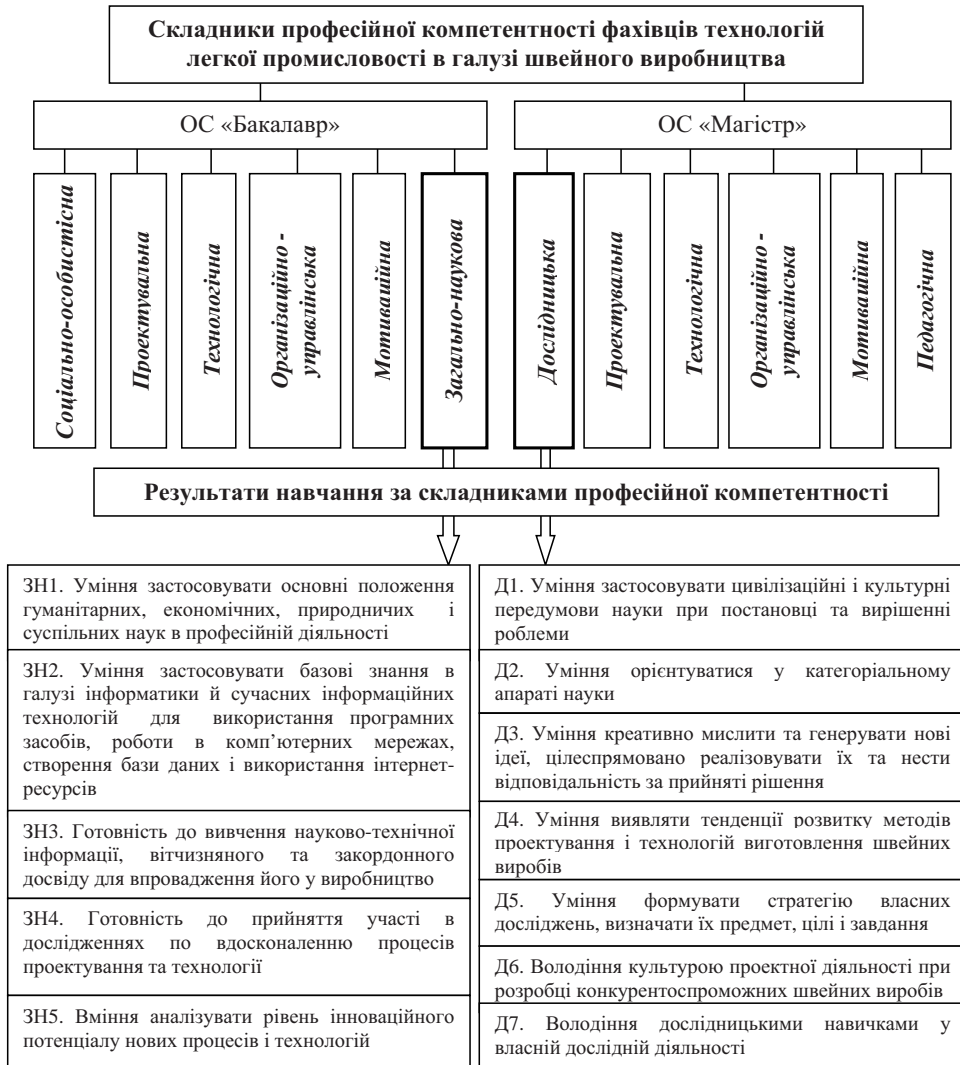 Складники професійної компетентності фахівців технологій
легкої промисловості в галузі швейного виробництва
ОС «Бакалавр»
ОС «Магістр»
Соціально-особистісна
Проектувальна
Технологічна
Організаційно -
управлінська
Мотиваційна
Загально-наукова
Дослідницька
Проектувальна
Технологічна
Організаційно -
управлінська
Мотиваційна
Педагогічна
Результати навчання за складниками професійної компетентності
ЗН1. Уміння застосовувати основні положення
гуманітарних, економічних, природничих і
суспільних наук в професійній діяльності
ЗН2. Уміння застосовувати базові знання в
галузі інформатики й сучасних інформаційних
технологій для використання програмних
засобів, роботи в комп’ютерних мережах,
створення бази даних і використання інтернет-
ресурсів
ЗН3. Готовність до вивчення науково-технічної
інформації, вітчизняного та закордонного
досвіду для впровадження його у виробництво
ЗН4. Готовність до прийняття участі в
дослідженнях по вдосконаленню процесів
проектування та технології
ЗН5. Вміння аналізувати рівень інноваційного
потенціалу нових процесів і технологій
Д1. Уміння застосовувати цивілізаційні і культурні
передумови науки при постановці та вирішенні
роблеми
Д2. Уміння орієнтуватися у категоріальному
апараті науки
Д3. Уміння креативно мислити та генерувати нові
ідеї, цілеспрямовано реалізовувати їх та нести
відповідальність за прийняті рішення
Д4. Уміння виявляти тенденції розвитку методів
проектування і технологій виготовлення швейних
виробів
Д5. Уміння формувати стратегію власних
досліджень, визначати їх предмет, цілі і завдання
Д6. Володіння культурою проектної діяльності при
розробці конкурентоспроможних швейних виробів
Д7. Володіння дослідницькими навичками у
власній дослідній діяльності